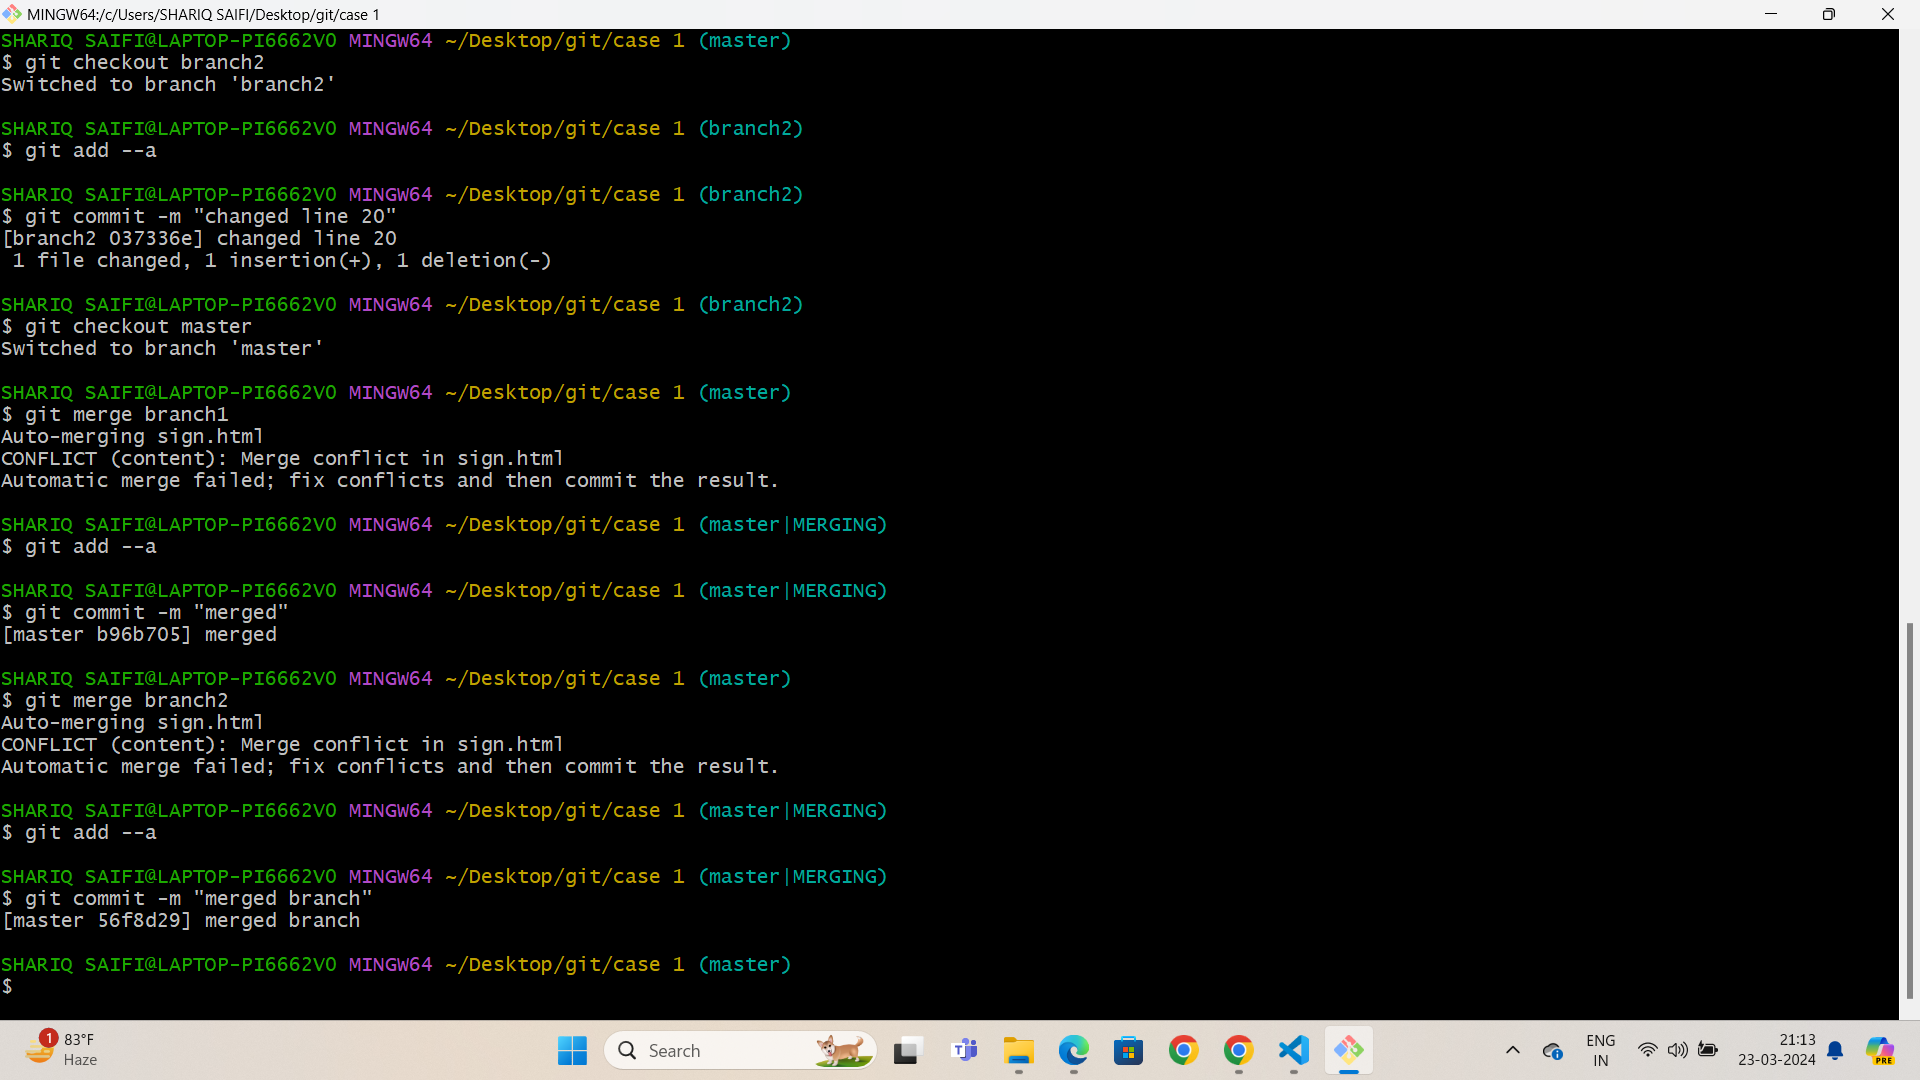 MINGW64:/c/Users/SHARIQ SAIFI/Desktop/git/case 1
SHARIQ SAIFI@LAPTOP-PI6662VO MINGW64 ~/Desktop/git/case 1 (master)
$ git checkout branch2
Switched to branch 'branch2'
SHARIQ SAIFI@LAPTOP-PI6662VO MINGW64 ~/Desktop/git/case 1 (branch2)
$ git add --a
SHARIQ SAIFI@LAPTOP-PI6662VO MINGW64 ~/Desktop/git/case 1 (branch2)
$ git commit -m "changed line 20"
[branch2 037336e] changed line 20
1 file changed, 1 insertion(+), 1 deletion(-)
SHARIQ SAIFI@LAPTOP-PI6662VO MINGW64 ~/Desktop/git/case 1 (branch2)
$ git checkout master
Switched to branch 'master'
SHARIQ SAIFI@LAPTOP-PI6662VO MINGW64 ~/Desktop/git/case 1 (master)
$ git merge branch1
Auto-merging sign.html
CONFLICT (content): Merge conflict in sign.html
Automatic merge failed; fix conflicts and then commit the result.
SHARIQ SAIFI@LAPTOP-PI6662VO MINGW64 ~/Desktop/git/case 1 (master|MERGING)
$ git add --a
SHARIQ SAIFI@LAPTOP-PI6662VO MINGW64 ~/Desktop/git/case 1 (master|MERGING)
$ git commit -m "merged"
[master b96b705] merged
SHARIQ SAIFI@LAPTOP-PI6662VO MINGW64 ~/Desktop/git/case 1 (master)
$ git merge branch2
Auto-merging sign.html
CONFLICT (content): Merge conflict in sign.html
Automatic merge failed; fix conflicts and then commit the result.
SHARIQ SAIFI@LAPTOP-PI6662VO MINGW64 ~/Desktop/git/case 1 (master|MERGING)
$ git add --a
SHARIQ SAIFI@LAPTOP-PI6662VO MINGW64 ~/Desktop/git/case 1 (master|MERGING)
$ git commit -m "merged branch"
[master 56f8d29] merged branch
SHARIQ SAIFI@LAPTOP-PI6662VO MINGW64 ~/Desktop/git/case 1 (master)
$
1 83°F
Haze
Search
T
ENG
IN
21:13
23-03-2024
PRE